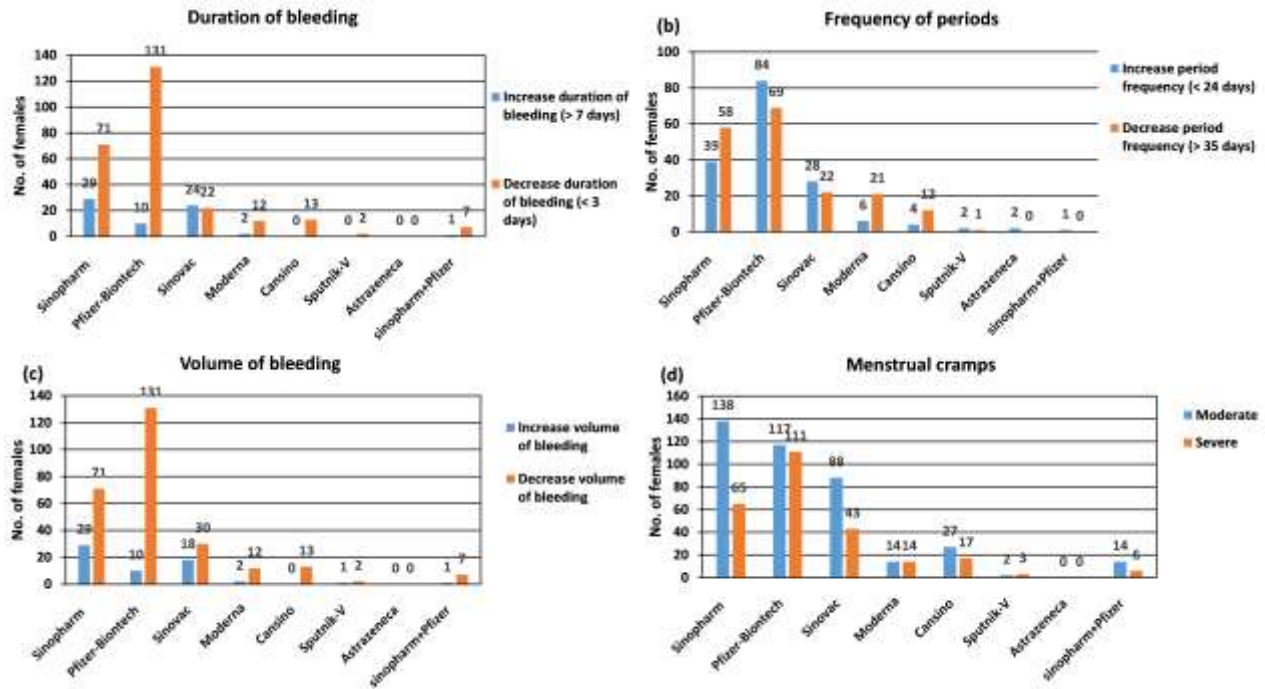 Duration of bleeding
No. of females
140
120
100
80
60
40
20
0
29
71
10
131
24
22
2
12
0
13
0
2
0
0
1
7
Sinopharm
Pfizer-Biontech
Sinovac
Moderna
Cansino
Sputnik-V
Astrazeneca
sinopharm+Pfizer
Increase duration of
bleeding (> 7 days)
Decrease duration
of bleeding (< 3
days)
(b)
Frequency of periods
No. of females
100
80
60
40
20
0
39
58
84
69
28
22
6
21
4
12
2
1
2
0
1
0
Sinopharm
Pfizer-Biontech
Sinovac
Moderna
Cansino
Sputnik-V
Astrazeneca
sinopharm+Pfizer
Increase period
frequency (< 24 days)
Decrease period
frequency (> 35 days)
(c)
Volume of bleeding
No. of females
140
120
100
80
60
40
20
0
29
71
10
131
18
30
2
12
0
13
1
2
0
0
1
7
Sinopharm
Pfizer-Biontech
Sinovac
Moderna
Cansino
Sputnik-V
Astrazeneca
sinopharm+Pfizer
Increase volume
of bleeding
Decrease volume
of bleeding
(d)
Menstrual cramps
No. of females
160
140
120
100
80
60
40
20
0
138
65
117
111
88
43
14
14
27
17
2
3
0
0
14
6
Sinopharm
Pfizer-Biontech
Sinovac
Moderna
Cansino
Sputnik-V
Astrazeneca
sinopharm+Pfizer
Moderate
Severe